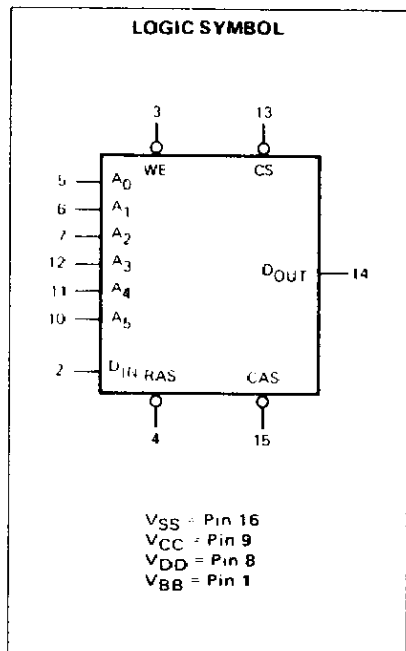 LOGIC SYMBOL
3 13
WE CS
5 A0
6 A1
7 A2
12 A3
DOUT 14
11 A4
10 A5
2 DIN RAS CAS
4 15
VSS = Pin 16
VCC = Pin 9
VDD = Pin 8
VBB = Pin 1